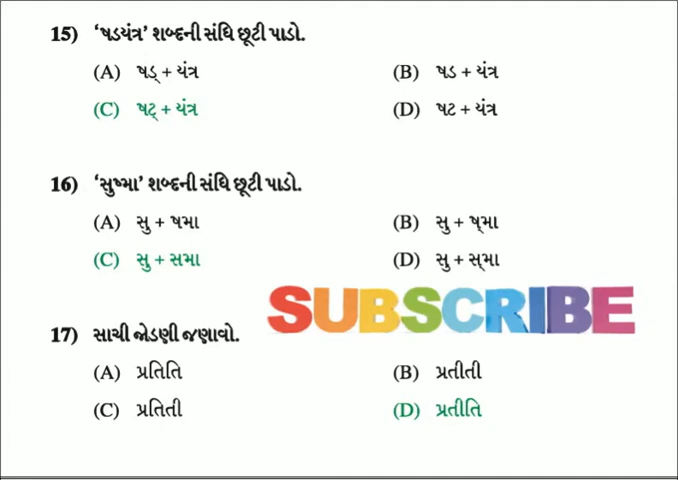 15) ‘ષડયંત્ર’ શબ્દની સંધિ છૂટી પાડો.
(A) ષડ્ + યંત્ર (B) ષડ + યંત્ર
(C) ષટ્ + યંત્ર (D) ષટ + યંત્ર
16) ‘સુષ્મા’ શબ્દની સંધિ છૂટી પાડો.
(A) સુ + ષમા (B) સુ + ષ્‌મા
(C) સુ + સમા (D) સુ + સ્‌મા
SUBSCRIBE
17) સાચી જોડણી જણાવો.
(A) પ્રતિતિ (B) પ્રતીતી
(C) પ્રતિતી (D) પ્રતીતિ